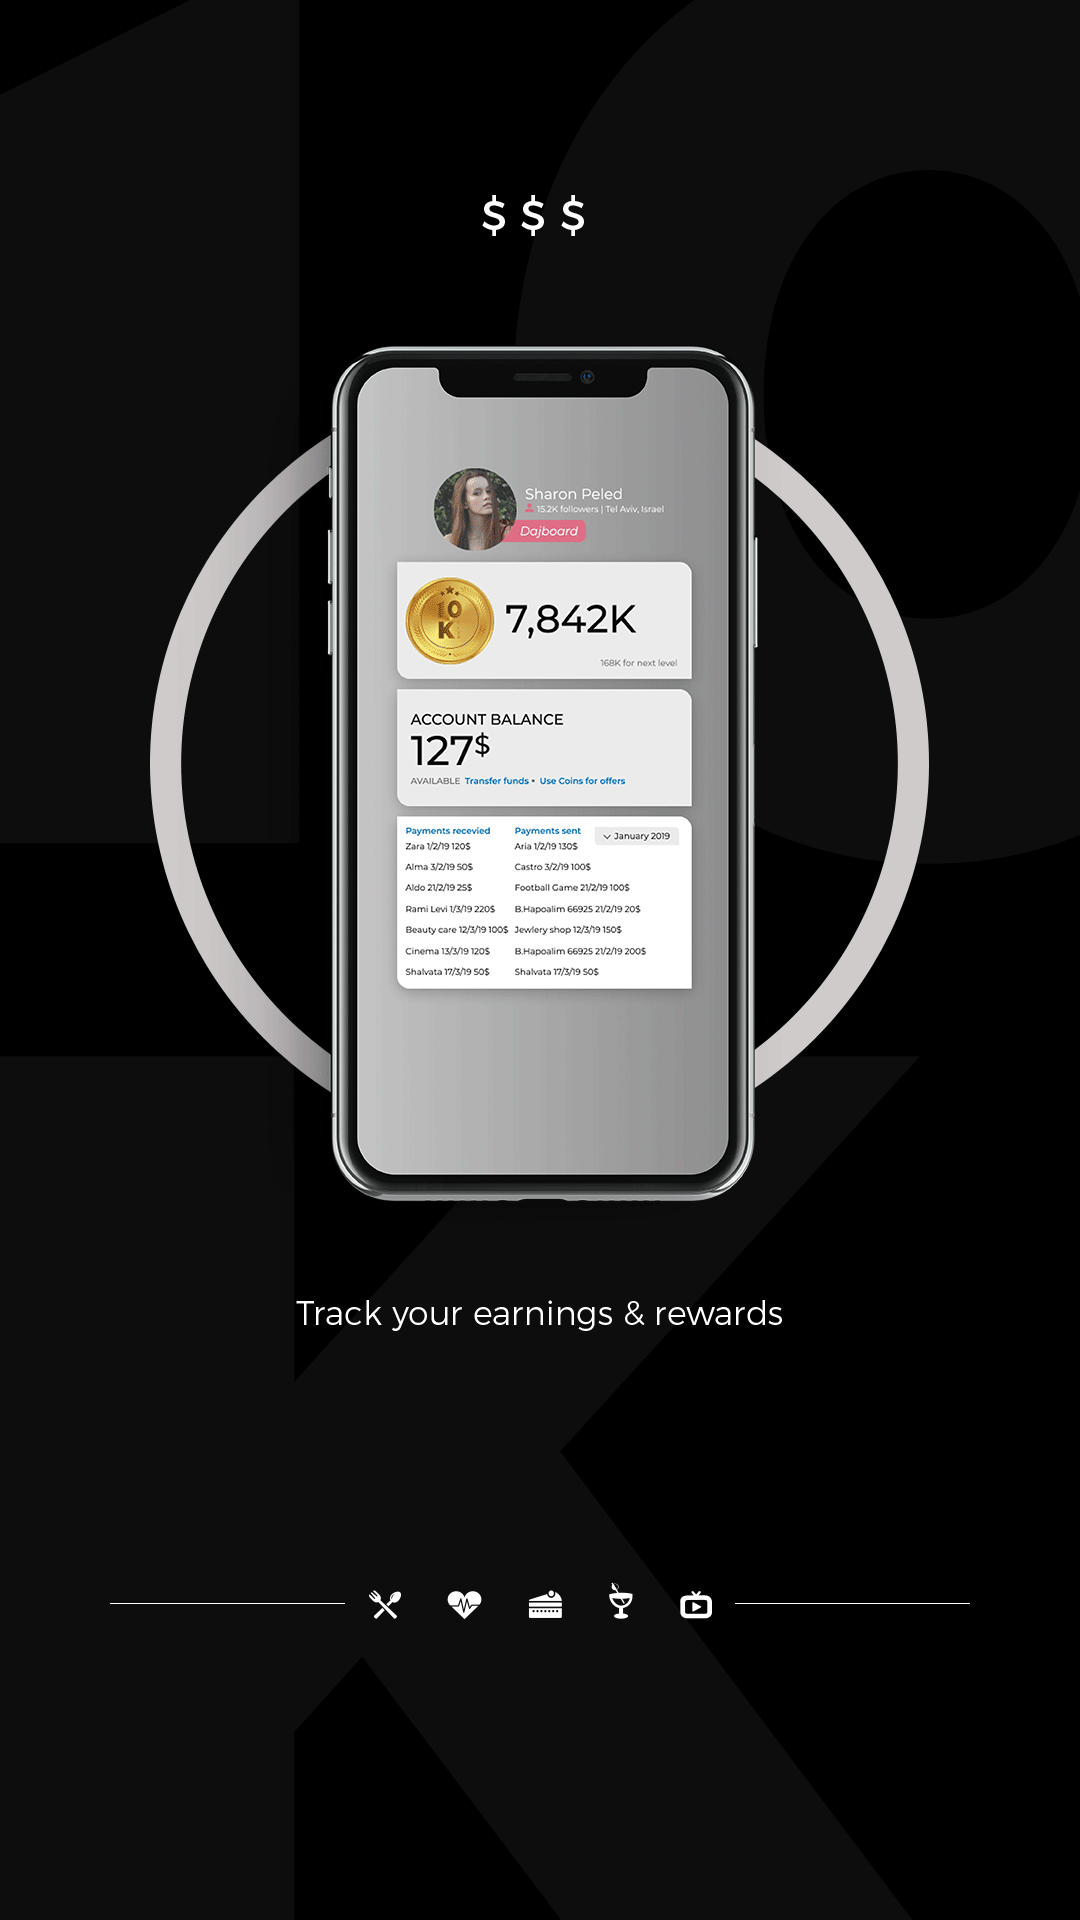 $ $ $
Sharon Peled
15.2K followers | Tel Aviv, Israel
Dajboard
10
K
7,842K
168K for next level
ACCOUNT BALANCE
127$
AVAILABLE Transfer funds • Use Coins for offers
Payments recevied Payments sent January 2019
Zara 1/2/19 120$ Aria 1/2/19 130$
Alma 3/2/19 50$ Castro 3/2/19 100$
Aldo 21/2/19 25$ Football Game 21/2/19 100$
Rami Levi 1/3/19 220$ B.Hapoalim 66925 21/2/19 20$
Beauty care 12/3/19 100$ Jewlery shop 12/3/19 150$
Cinema 13/3/19 120$ B.Hapoalim 66925 21/2/19 200$
Shalvata 17/3/19 50$ Shalvata 17/3/19 50$
Track your earnings & rewards